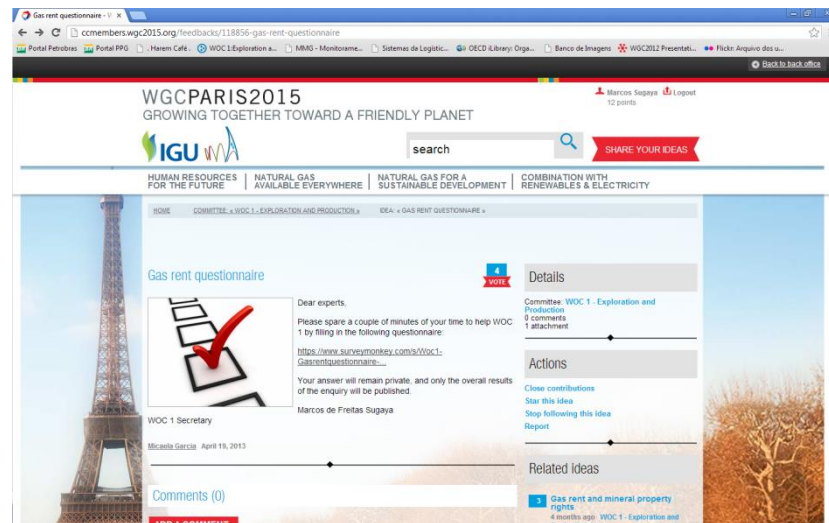 Gas rent questionnaire - V
ccmembers.wgc2015.org/feedbacks/118856-gas-rent-questionnaire
Portal Petrobras Portal PPG . Harem Café. WOC 1:Exploration a... MMG - Monitorame... Sistemas de Logístic... OECD iLibrary: Orga... Banco de Imagens WGC2012 Presentati... Flickr: Arquivo dos u...
Back to back office
WGCPARIS2015
GROWING TOGETHER TOWARD A FRIENDLY PLANET
Marcos Sugaya Logout
12 points
IGU
search
SHARE YOUR IDEAS
HUMAN RESOURCES FOR THE FUTURE
NATURAL GAS AVAILABLE EVERYWHERE
NATURAL GAS FOR A SUSTAINABLE DEVELOPMENT
COMBINATION WITH RENEWABLES & ELECTRICITY
HOME COMMITTEE: « WOC 1 - EXPLORATION AND PRODUCTION » IDEA: « GAS RENT QUESTIONNAIRE »
Gas rent questionnaire
4
VOTE
Dear experts,
Please spare a couple of minutes of your time to help WOC
1 by filling in the following questionnaire:
https://www.surveymonkey.com/s/Woc1-
Gasrentquestionnaire-...
Your answer will remain private, and only the overall results
of the enquiry will be published.
Marcos de Freitas Sugaya
WOC 1 Secretary
Micaela Garcia April 19, 2013
Comments (0)
ADD A COMMENT
Details
Committee: WOC 1 - Exploration and
Production
0 comments
1 attachment
Actions
Close contributions
Star this idea
Stop following this idea
Report
Related ideas
3 Gas rent and mineral property
rights
4 months ago WOC 1 - Exploration and